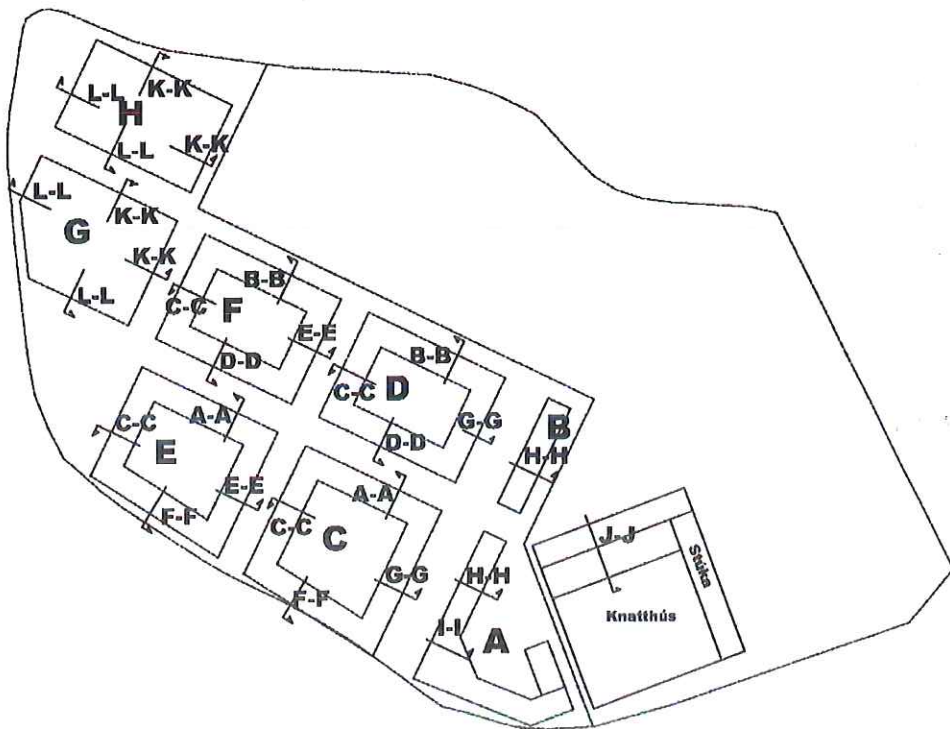 L-L
K-K
H
K-K
L-L
L-L
K-K
G
K-K
L-L
B-B
C-C
F
E-E
D-D
B-B
C-C
D
G-G
D-D
A-A
C-C
E
E-E
F-F
B
H-H
A-A
C-C
C
G-G
F-F
H-H
I-I
A
J-J
Stúka
Knatthús